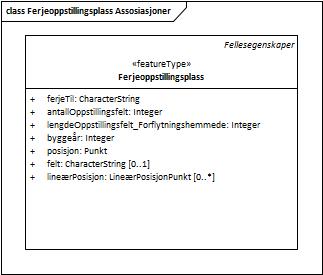 class Ferjeoppstillingsplass Assosiasjoner
Fellesegenskaper
«featureType»
Ferjeoppstillingsplass
+ ferjeTil: CharacterString
+ antallOppstillingsfelt: Integer
+ lengdeOppstillingsfelt_Forflytningshemmede: Integer
+ byggeår: Integer
+ posisjon: Punkt
+ felt: CharacterString [0..1]
+ lineærPosisjon: LineærPosisjonPunkt [0..*]